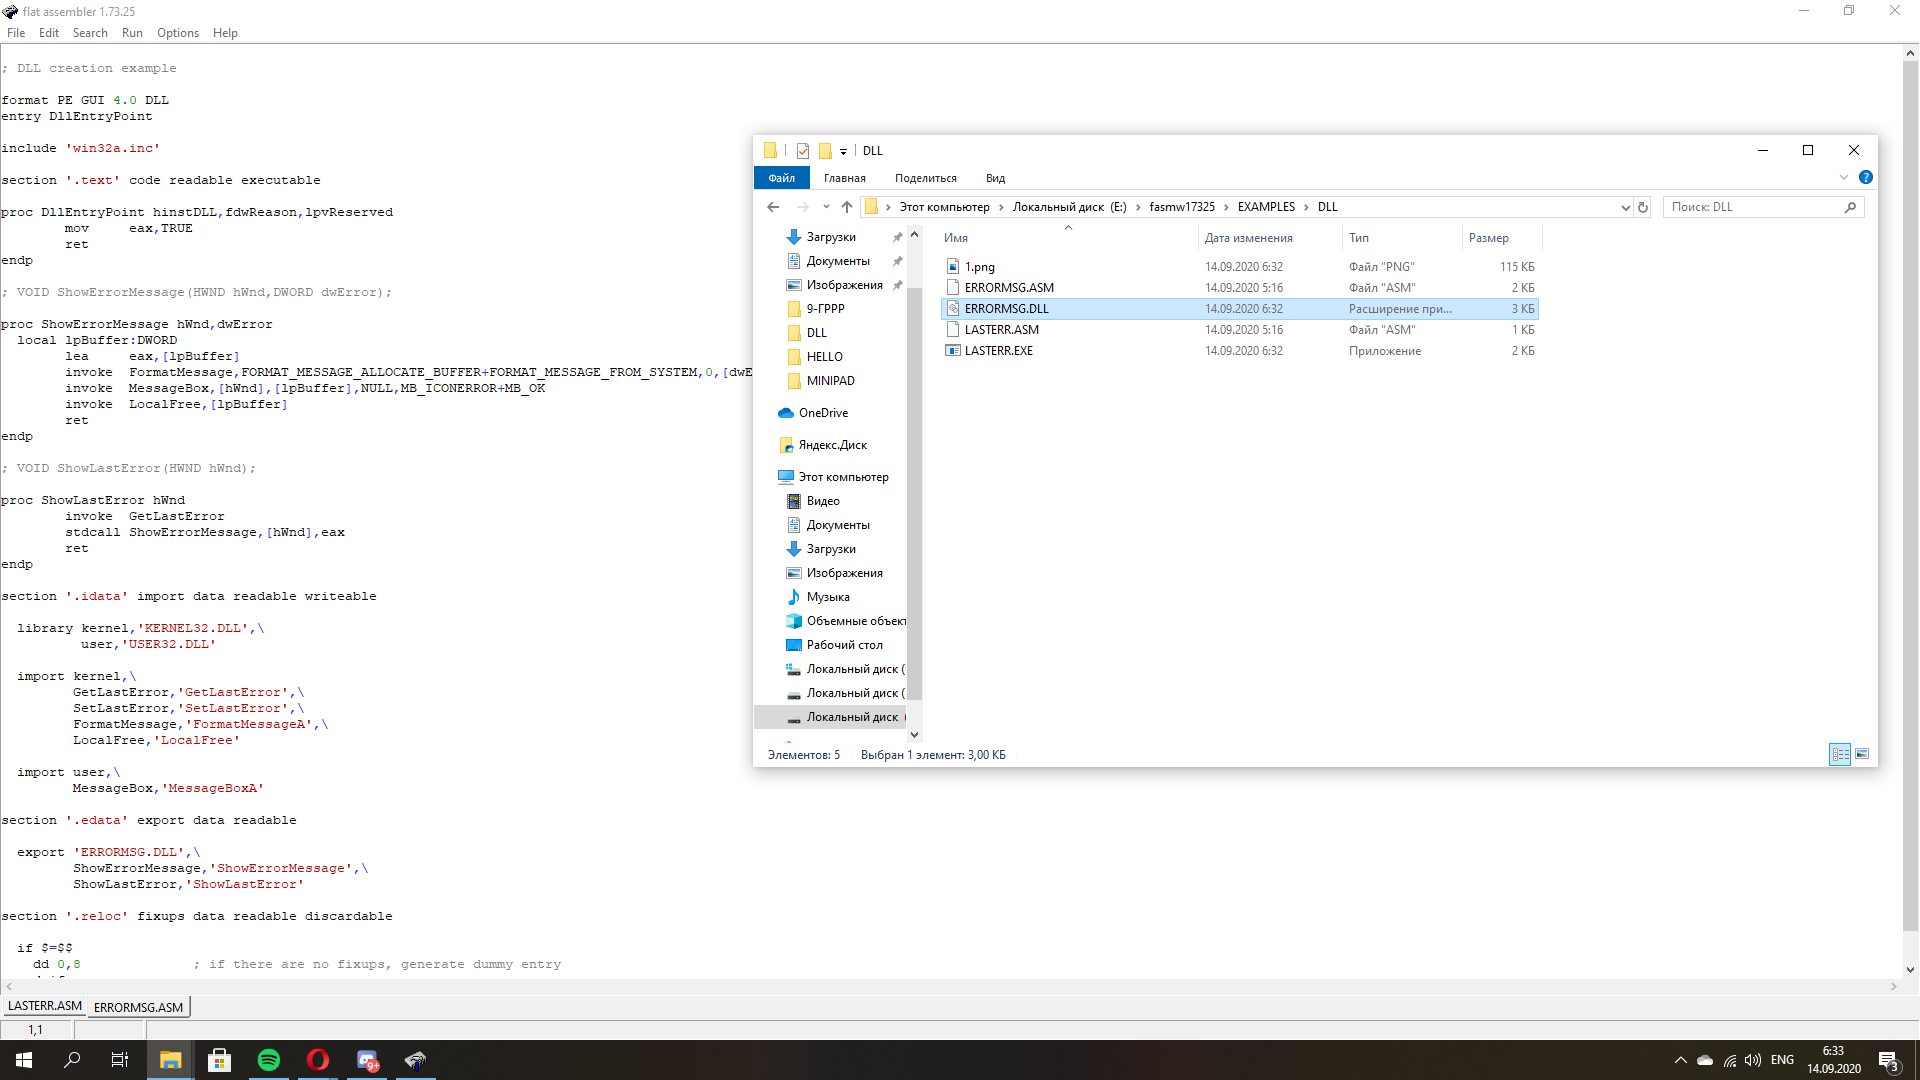 flat assembler 1.73.25
File Edit Search Run Options Help
; DLL creation example
format PE GUI 4.0 DLL
entry DllEntryPoint
include 'win32a.inc'
section '.text' code readable executable
proc DllEntryPoint hinstDLL,fdwReason,lpvReserved
mov eax,TRUE
ret
endp
; VOID ShowErrorMessage(HWND hWnd,DWORD dwError);
proc ShowErrorMessage hWnd,dwError
local lpBuffer:DWORD
lea eax,[lpBuffer]
invoke FormatMessage,FORMAT_MESSAGE_ALLOCATE_BUFFER+FORMAT_MESSAGE_FROM_SYSTEM,0,[dwE
invoke MessageBox,[hWnd],[lpBuffer],NULL,MB_ICONERROR+MB_OK
invoke LocalFree,[lpBuffer]
ret
endp
; VOID ShowLastError(HWND hWnd);
proc ShowLastError hWnd
invoke GetLastError
stdcall ShowErrorMessage,[hWnd],eax
ret
endp
section '.idata' import data readable writeable
library kernel,'KERNEL32.DLL',\
user,'USER32.DLL'
import kernel,\
GetLastError,'GetLastError',\
SetLastError,'SetLastError',\
FormatMessage,'FormatMessageA',\
LocalFree,'LocalFree'
import user,\
MessageBox,'MessageBoxA'
section '.edata' export data readable
export 'ERRORMSG.DLL',\
ShowErrorMessage,'ShowErrorMessage',\
ShowLastError,'ShowLastError'
section '.reloc' fixups data readable discardable
if $=$$
dd 0,8 ; if there are no fixups, generate dummy entry
LASTERR.ASM ERRORMSG.ASM
1,1
DLL
Файл Главная Поделиться Вид
Этот компьютер Локальный диск (E:) fasmw17325 EXAMPLES DLL
Поиск: DLL
Загрузки
Документы
Изображения
9-ГРРР
DLL
HELLO
MINIPAD
OneDrive
Яндекс.Диск
Этот компьютер
Видео
Документы
Загрузки
Изображения
Музыка
Объемные объект
Рабочий стол
Локальный диск (
Локальный диск (
Локальный диск (
Имя Дата изменения Тип Размер
1.png 14.09.2020 6:32 Файл "PNG" 115 КБ
ERRORMSG.ASM 14.09.2020 5:16 Файл "ASM" 2 КБ
ERRORMSG.DLL 14.09.2020 6:32 Расширение при... 3 КБ
LASTERR.ASM 14.09.2020 5:16 Файл "ASM" 1 КБ
LASTERR.EXE 14.09.2020 6:32 Приложение 2 КБ
Элементов: 5 Выбран 1 элемент: 3,00 КБ
9+
ENG
6:33
14.09.2020
3